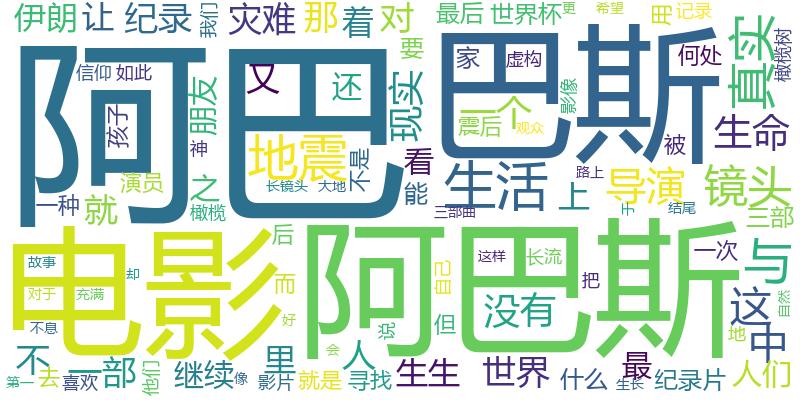 伊朗 让 纪录 我们 灾难 那 着 对 最后 世界杯 更 希望 用 记录
阿巴 巴斯
信仰 如此 又 还 现实 要 家 虚构 影像 何处 真实 橄榄树
孩子 朋友 地震 不是 看 震后 一个 观众 被 生命
神 演员 之 长镜头 大地 能 生活 上 路上 导演 镜头
一种 就 橄榄 三部曲 于 结尾 三部
电影 阿巴斯
后 故事 却 而 自己 这样 长流 一次 与
对于 充满 好 说 但 没有 把 这 自然
不息 不 里 会 人 地 中
第一 去 喜欢 一部 他们 继续 像 影片 就是 寻找 生生 世界 什么 最 生长 纪录片 人们